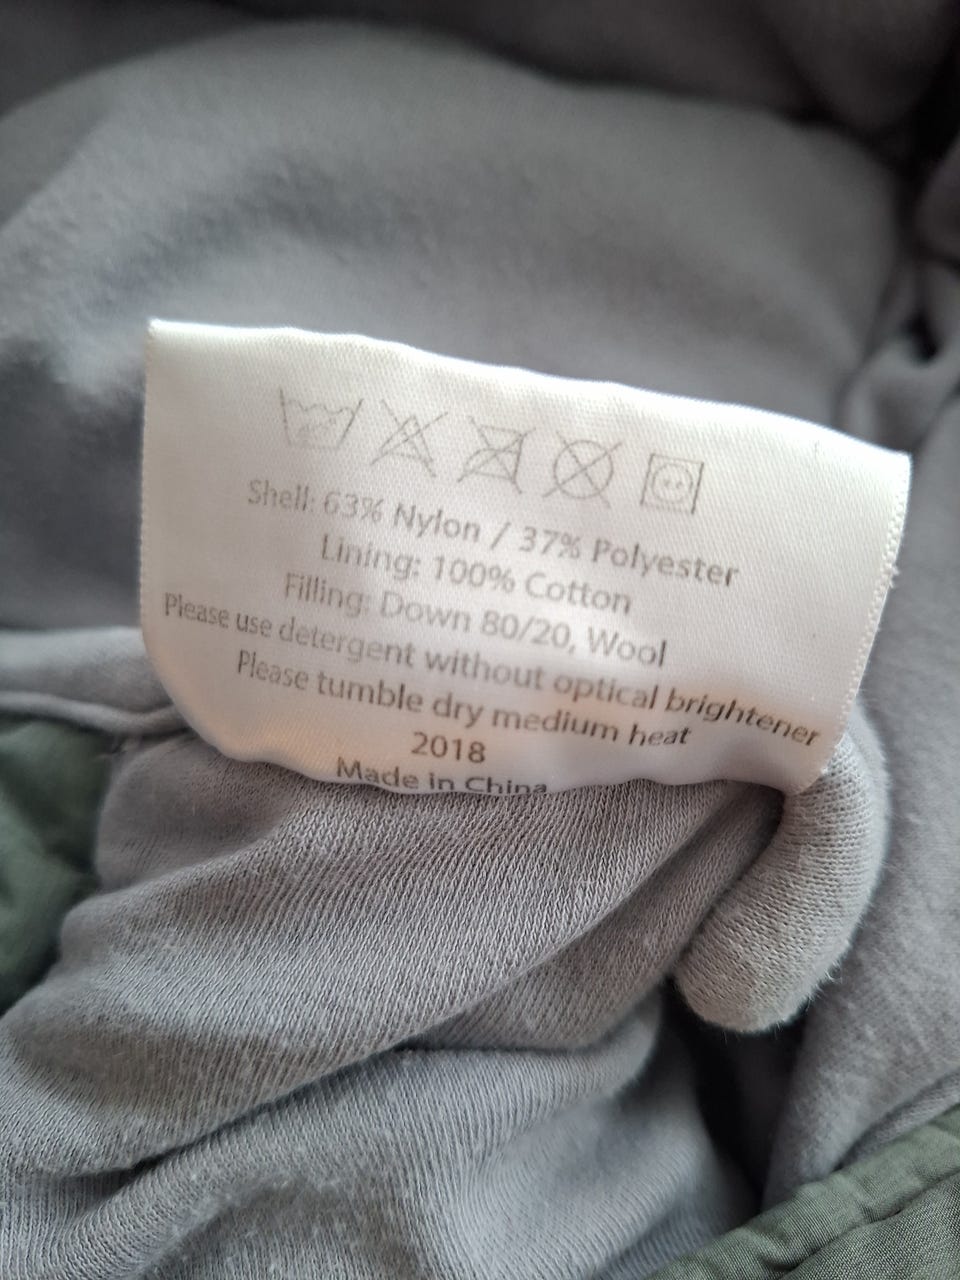 Shell: 63% Nylon / 37% Polyester
Lining: 100% Cotton
Filling: Down 80/20, Wool
Please use detergent without optical brightener
Please tumble dry medium heat
2018
Made in China